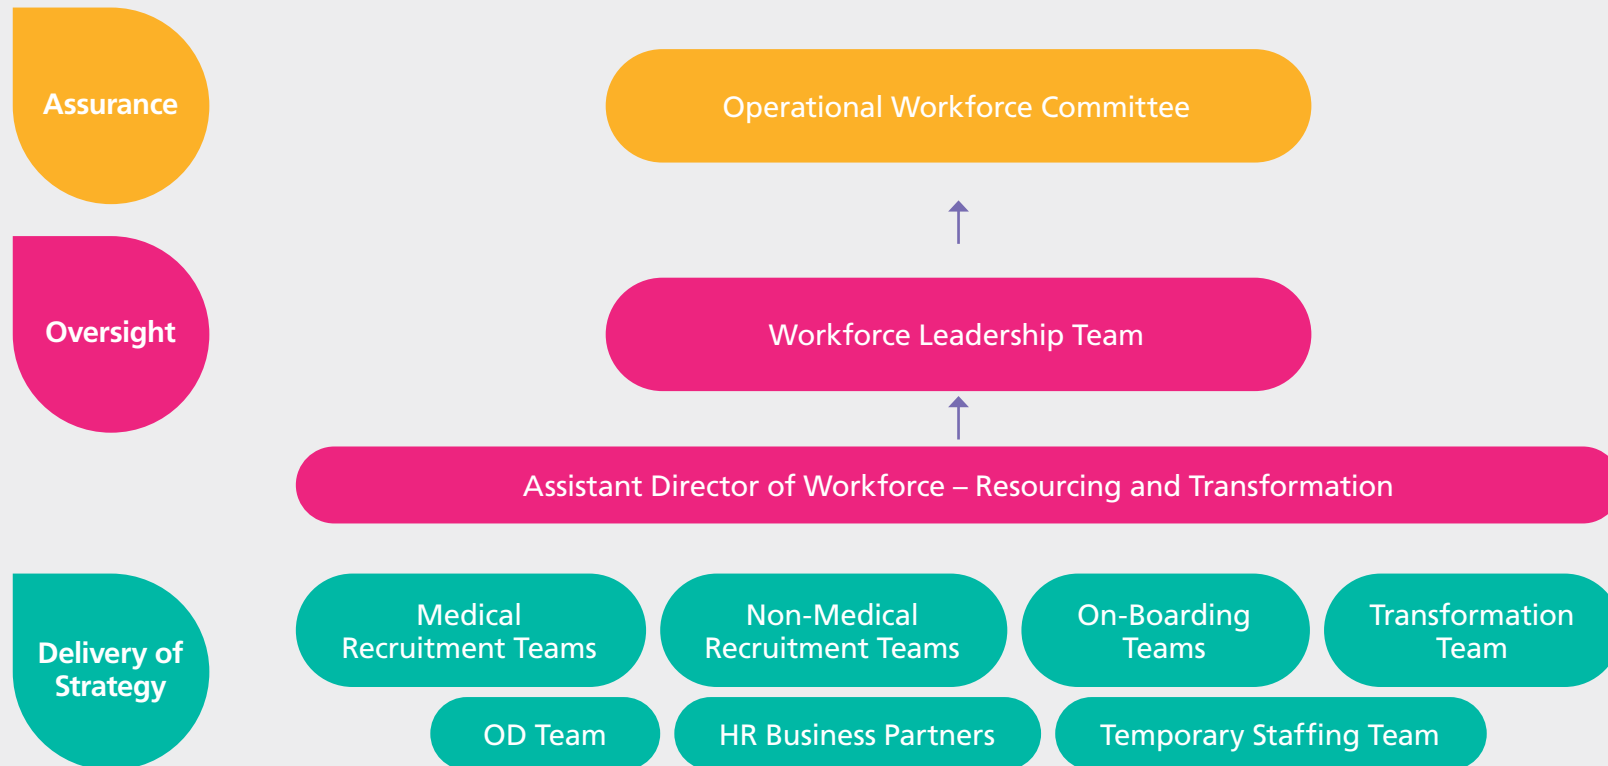 Assurance
Operational Workforce Committee
Oversight
Workforce Leadership Team
Assistant Director of Workforce – Resourcing and Transformation
Delivery of
Strategy
Medical
Recruitment Teams
Non-Medical
Recruitment Teams
On-Boarding
Teams
Transformation
Team
OD Team
HR Business Partners
Temporary Staffing Team